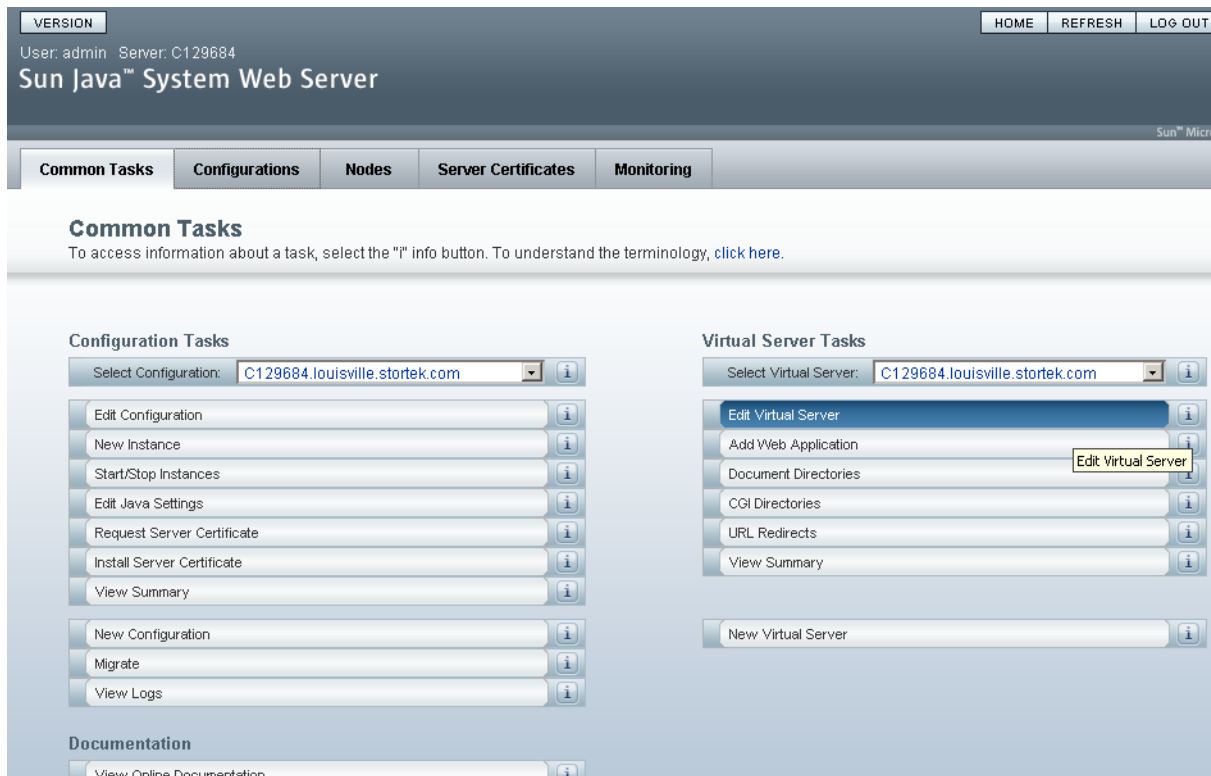 VERSION
HOME REFRESH LOG OUT
User: admin Server: C129684
Sun Java™ System Web Server
Sun™ Micr
Common Tasks Configurations Nodes Server Certificates Monitoring
Common Tasks
To access information about a task, select the "i" info button. To understand the terminology, click here.
Configuration Tasks
Select Configuration: C129684.louisville.stortek.com i
Edit Configuration i
New Instance i
Start/Stop Instances i
Edit Java Settings i
Request Server Certificate i
Install Server Certificate i
View Summary i
New Configuration i
Migrate i
View Logs i
Documentation
View Online Documentation i
Virtual Server Tasks
Select Virtual Server: C129684.louisville.stortek.com i
Edit Virtual Server i
Add Web Application i
Edit Virtual Server
Document Directories i
CGI Directories i
URL Redirects i
View Summary i
New Virtual Server i